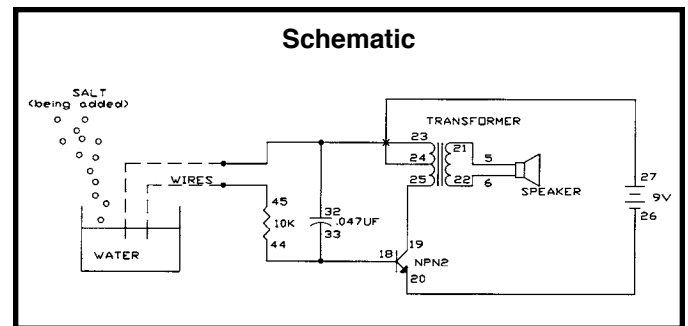 Schematic
SALT
(being added)
TRANSFORMER
23
21
24
5
27
WIRES
25
22
6
SPEAKER
9V
45
32
26
10K
.047UF
44
33
19
WATER
18
NPN2
20